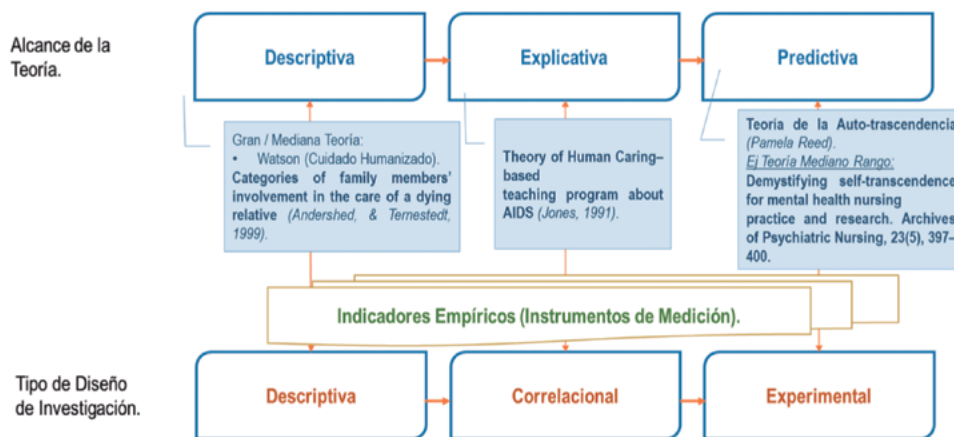 Alcance de la
Teoría.
Descriptiva
Explicativa
Predictiva
Gran / Mediana Teoría:
• Watson (Cuidado Humanizado).
Categories of family members'
involvement in the care of a dying
relative (Andershed, & Ternestedt,
1999).
Theory of Human Caring–
based
teaching program about
AIDS (Jones, 1991).
Teoría de la Auto-trascendencia
(Pamela Reed).
Ej Teoría Mediano Rango:
Demystifying self-transcendence
for mental health nursing
practice and research. Archives
of Psychiatric Nursing, 23(5), 397–
400.
Indicadores Empíricos (Instrumentos de Medición).
Tipo de Diseño
de Investigación.
Descriptiva
Correlacional
Experimental